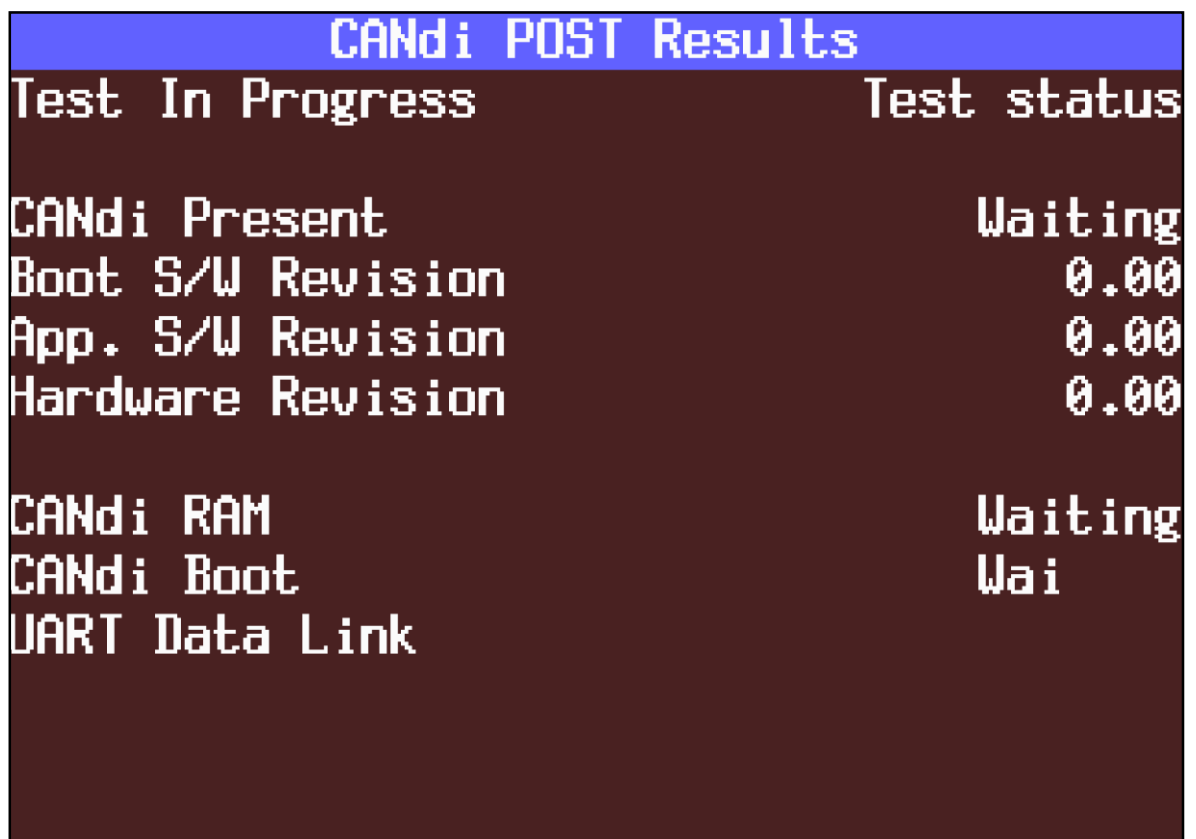 CANdi POST Results
Test In Progress Test status
CANdi Present Waiting
Boot S/W Revision 0.00
App. S/W Revision 0.00
Hardware Revision 0.00
CANdi RAM Waiting
CANdi Boot Wai
UART Data Link